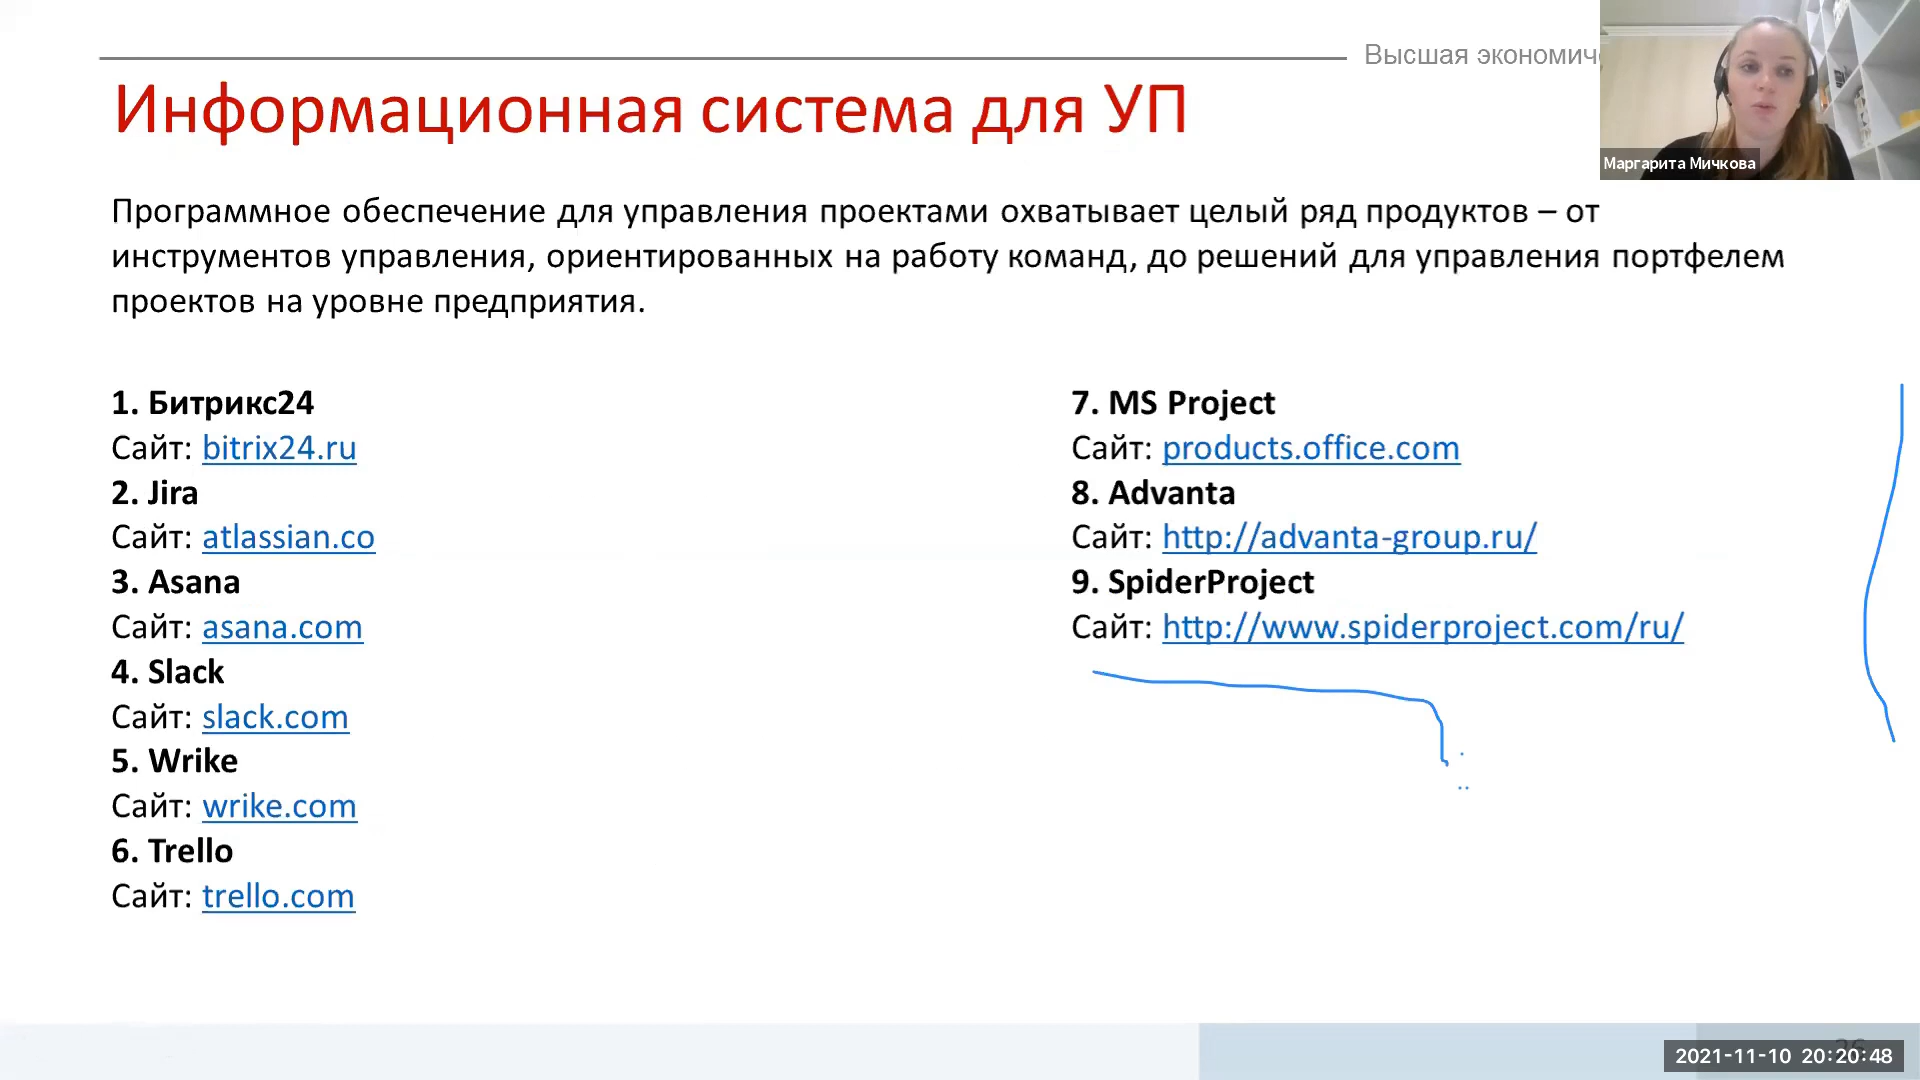 Высшая экономич
Маргарита Мичкова
Информационная система для УП
Программное обеспечение для управления проектами охватывает целый ряд продуктов – от
инструментов управления, ориентированных на работу команд, до решений для управления портфелем
проектов на уровне предприятия.
1. Битрикс24
Сайт: bitrix24.ru
2. Jira
Сайт: atlassian.co
3. Asana
Сайт: asana.com
4. Slack
Сайт: slack.com
5. Wrike
Сайт: wrike.com
6. Trello
Сайт: trello.com
7. MS Project
Сайт: products.office.com
8. Advanta
Сайт: http://advanta-group.ru/
9. SpiderProject
Сайт: http://www.spiderproject.com/ru/
2021-11-10 20:20:48